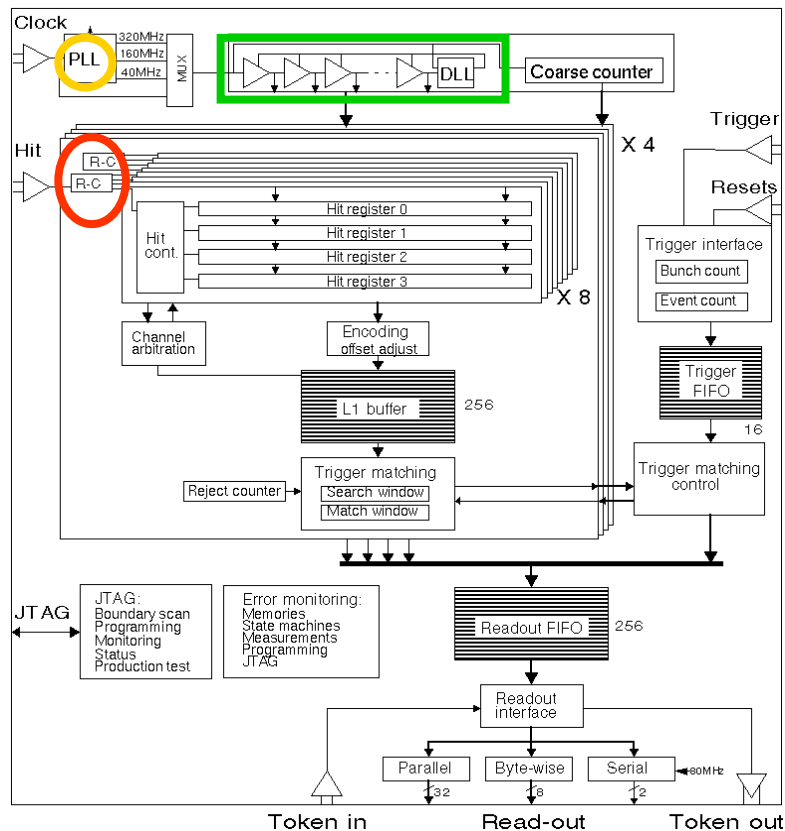 Clock
320MHz
160MHz
40MHz
PLL
MUX
DLL
Coarse counter
Hit
R-C
R-C
X 4
Trigger
Resets
Hit
cont.
Hit register 0
Hit register 1
Hit register 2
Hit register 3
X 8
Trigger interface
Bunch count
Event count
Channel
arbitration
Encoding
offset adjust
Trigger
FIFO
16
L1 buffer
256
Trigger matching
Search window
Match window
Reject counter
Trigger matching
control
JTAG
JTAG:
Boundary scan
Programming
Monitoring
Status
Production test
Error monitoring:
Memories
State machines
Measurements
Programming
JTAG
Readout FIFO
256
Readout
interface
Parallel
Byte-wise
Serial
80MHz
32
8
2
Token in
Read-out
Token out